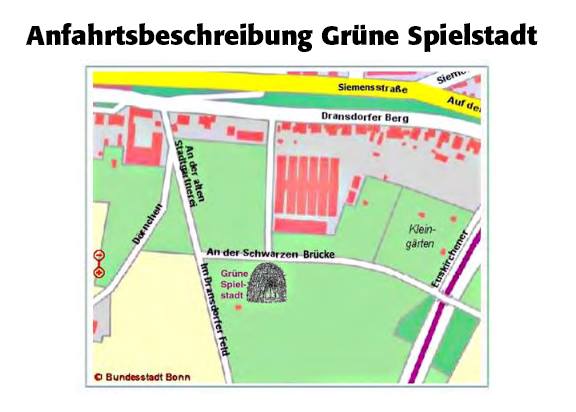 Anfahrtsbeschreibung Grüne Spielstadt
Siemensstraße
Siem
Auf de
Dransdorfer Berg
An der alten
Stadtgärtnerei
Dörnchen
Klein-
gärten
Euskirchener
An der Schwarzen Brücke
Grüne
Spiel-
stadt
Im Dransdorfer Feld
© Bundesstadt Bonn